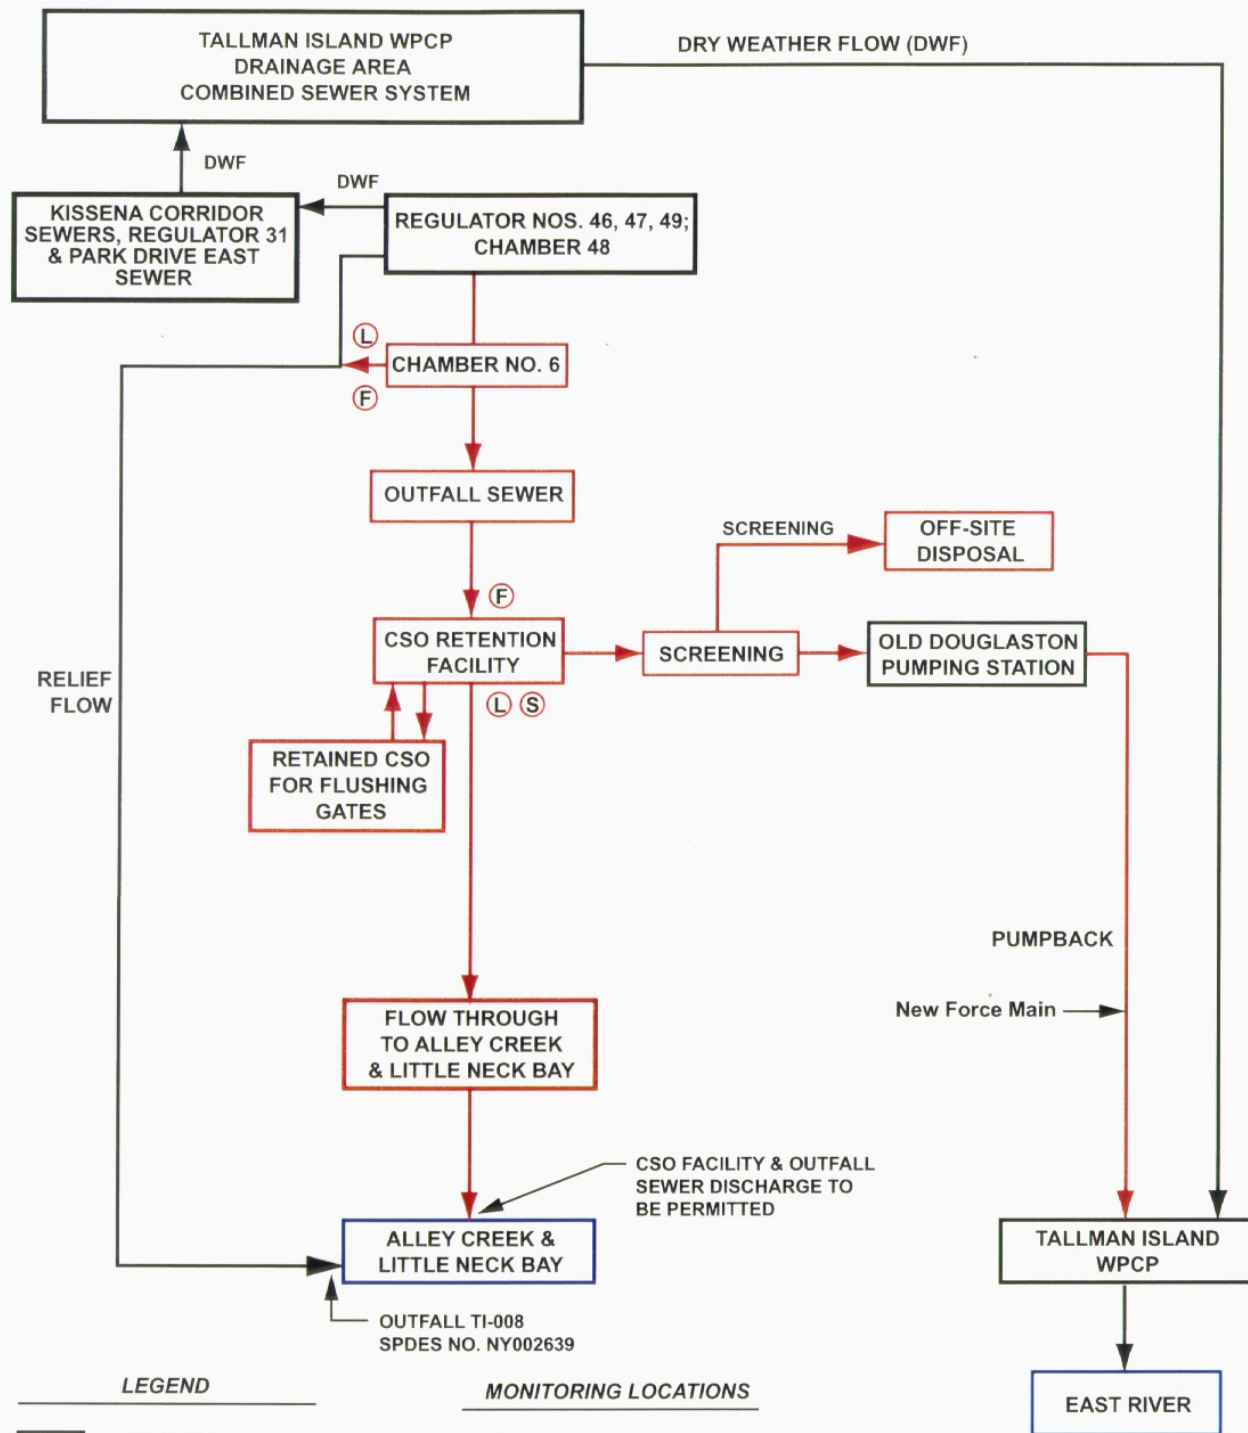 TALLMAN ISLAND WPCP
DRAINAGE AREA
COMBINED SEWER SYSTEM
DRY WEATHER FLOW (DWF)
DWF
DWF
KISSENA CORRIDOR
SEWERS, REGULATOR 31
& PARK DRIVE EAST
SEWER
REGULATOR NOS. 46, 47, 49;
CHAMBER 48
L
CHAMBER NO. 6
F
OUTFALL SEWER
SCREENING
OFF-SITE
DISPOSAL
F
CSO RETENTION
FACILITY
SCREENING
OLD DOUGLASTON
PUMPING STATION
RELIEF
FLOW
L S
RETAINED CSO
FOR FLUSHING
GATES
PUMPBACK
New Force Main
FLOW THROUGH
TO ALLEY CREEK
& LITTLE NECK BAY
CSO FACILITY & OUTFALL
SEWER DISCHARGE TO
BE PERMITTED
ALLEY CREEK &
LITTLE NECK BAY
TALLMAN ISLAND
WPCP
OUTFALL TI-008
SPDES NO. NY002639
LEGEND
MONITORING LOCATIONS
EAST RIVER